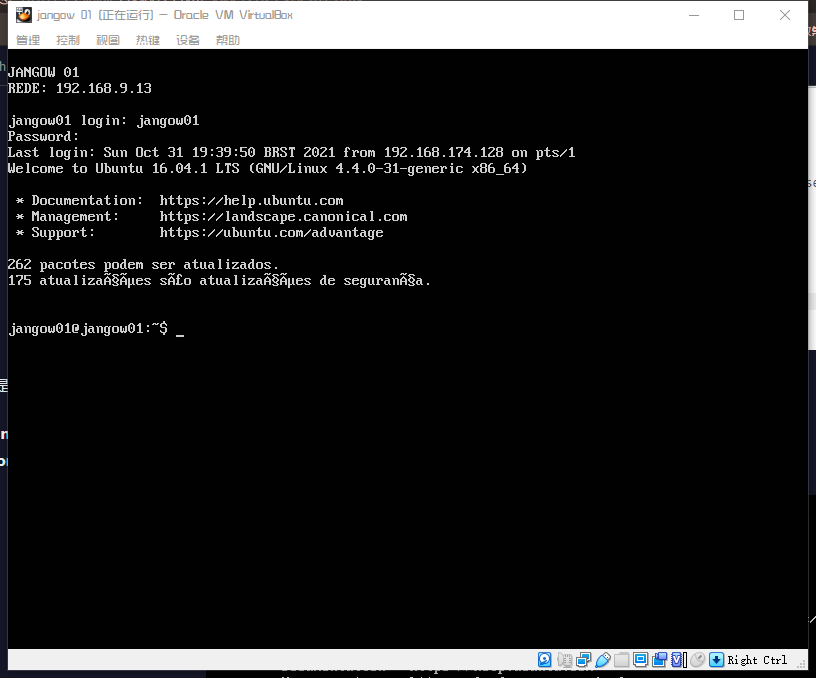 jangow 01 [正在运行] - Oracle VM VirtualBox
管理 控制 视图 热键 设备 帮助
JANGOW 01
REDE: 192.168.9.13
jangow01 login: jangow01
Password:
Last login: Sun Oct 31 19:39:50 BRST 2021 from 192.168.174.128 on pts/1
Welcome to Ubuntu 16.04.1 LTS (GNU/Linux 4.4.0-31-generic x86_64)
* Documentation:  https://help.ubuntu.com
* Management:     https://landscape.canonical.com
* Support:        https://ubuntu.com/advantage
262 pacotes podem ser atualizados.
175 atualizaÃ§Ãµes sÃ£o atualizaÃ§Ãµes de seguranÃ§a.
jangow01@jangow01:~$ _
Right Ctrl